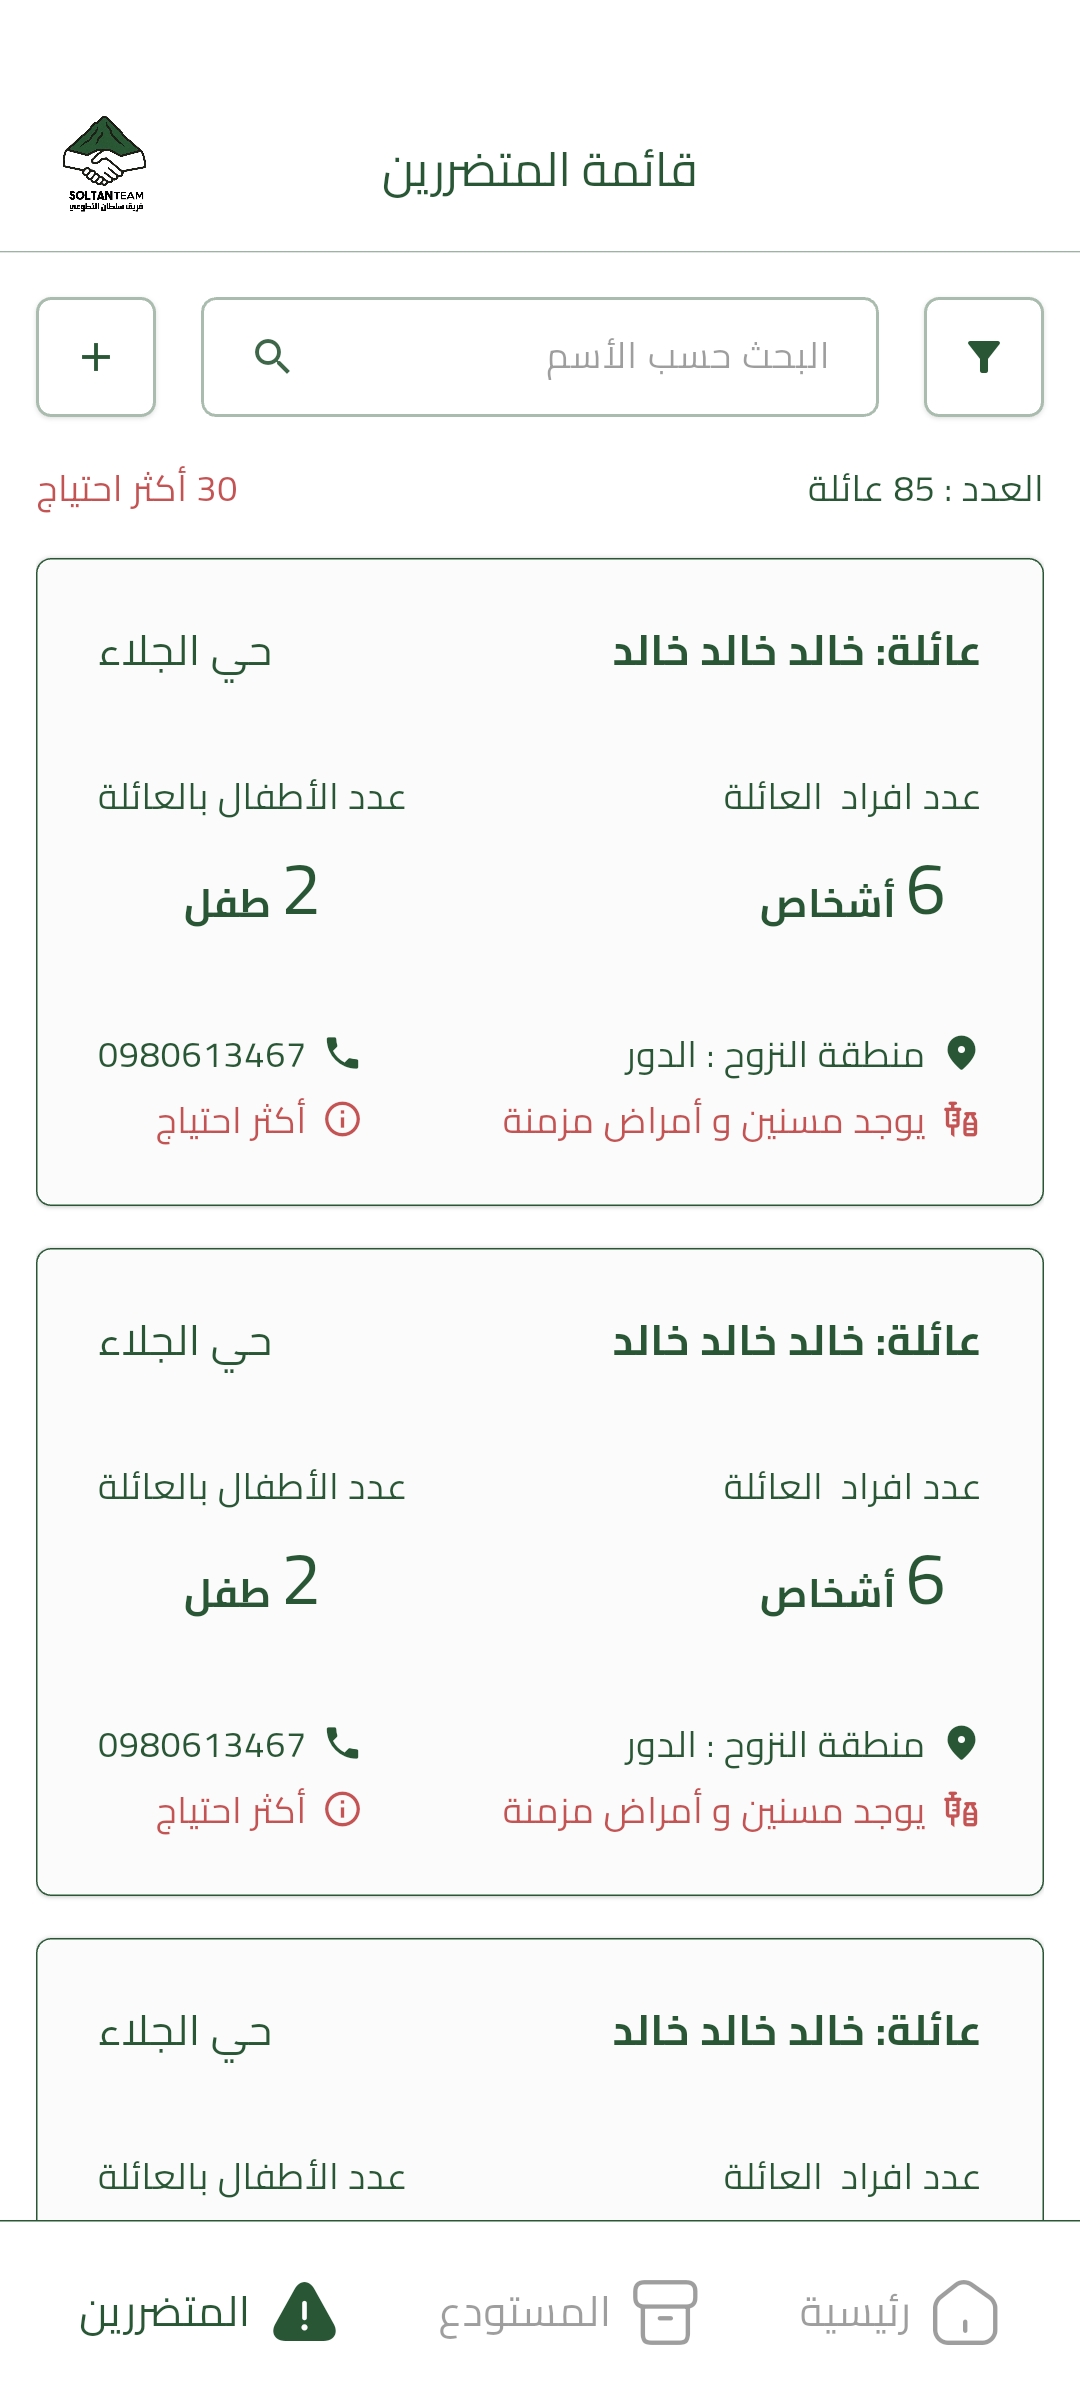 قائمة المتضررين
SOLTANTEAM
فريق سلطان التطوعي
البحث حسب الأسم
العدد : 85 عائلة
30 أكثر احتياج
عائلة: خالد خالد خالد
حي الجلاء
عدد افراد العائلة
عدد الأطفال بالعائلة
6 أشخاص
2 طفل
منطقة النزوح : الدور
0980613467
يوجد مسنين و أمراض مزمنة
أكثر احتياج
عائلة: خالد خالد خالد
حي الجلاء
عدد افراد العائلة
عدد الأطفال بالعائلة
6 أشخاص
2 طفل
منطقة النزوح : الدور
0980613467
يوجد مسنين و أمراض مزمنة
أكثر احتياج
عائلة: خالد خالد خالد
حي الجلاء
عدد افراد العائلة
عدد الأطفال بالعائلة
رئيسية
المستودع
المتضررين